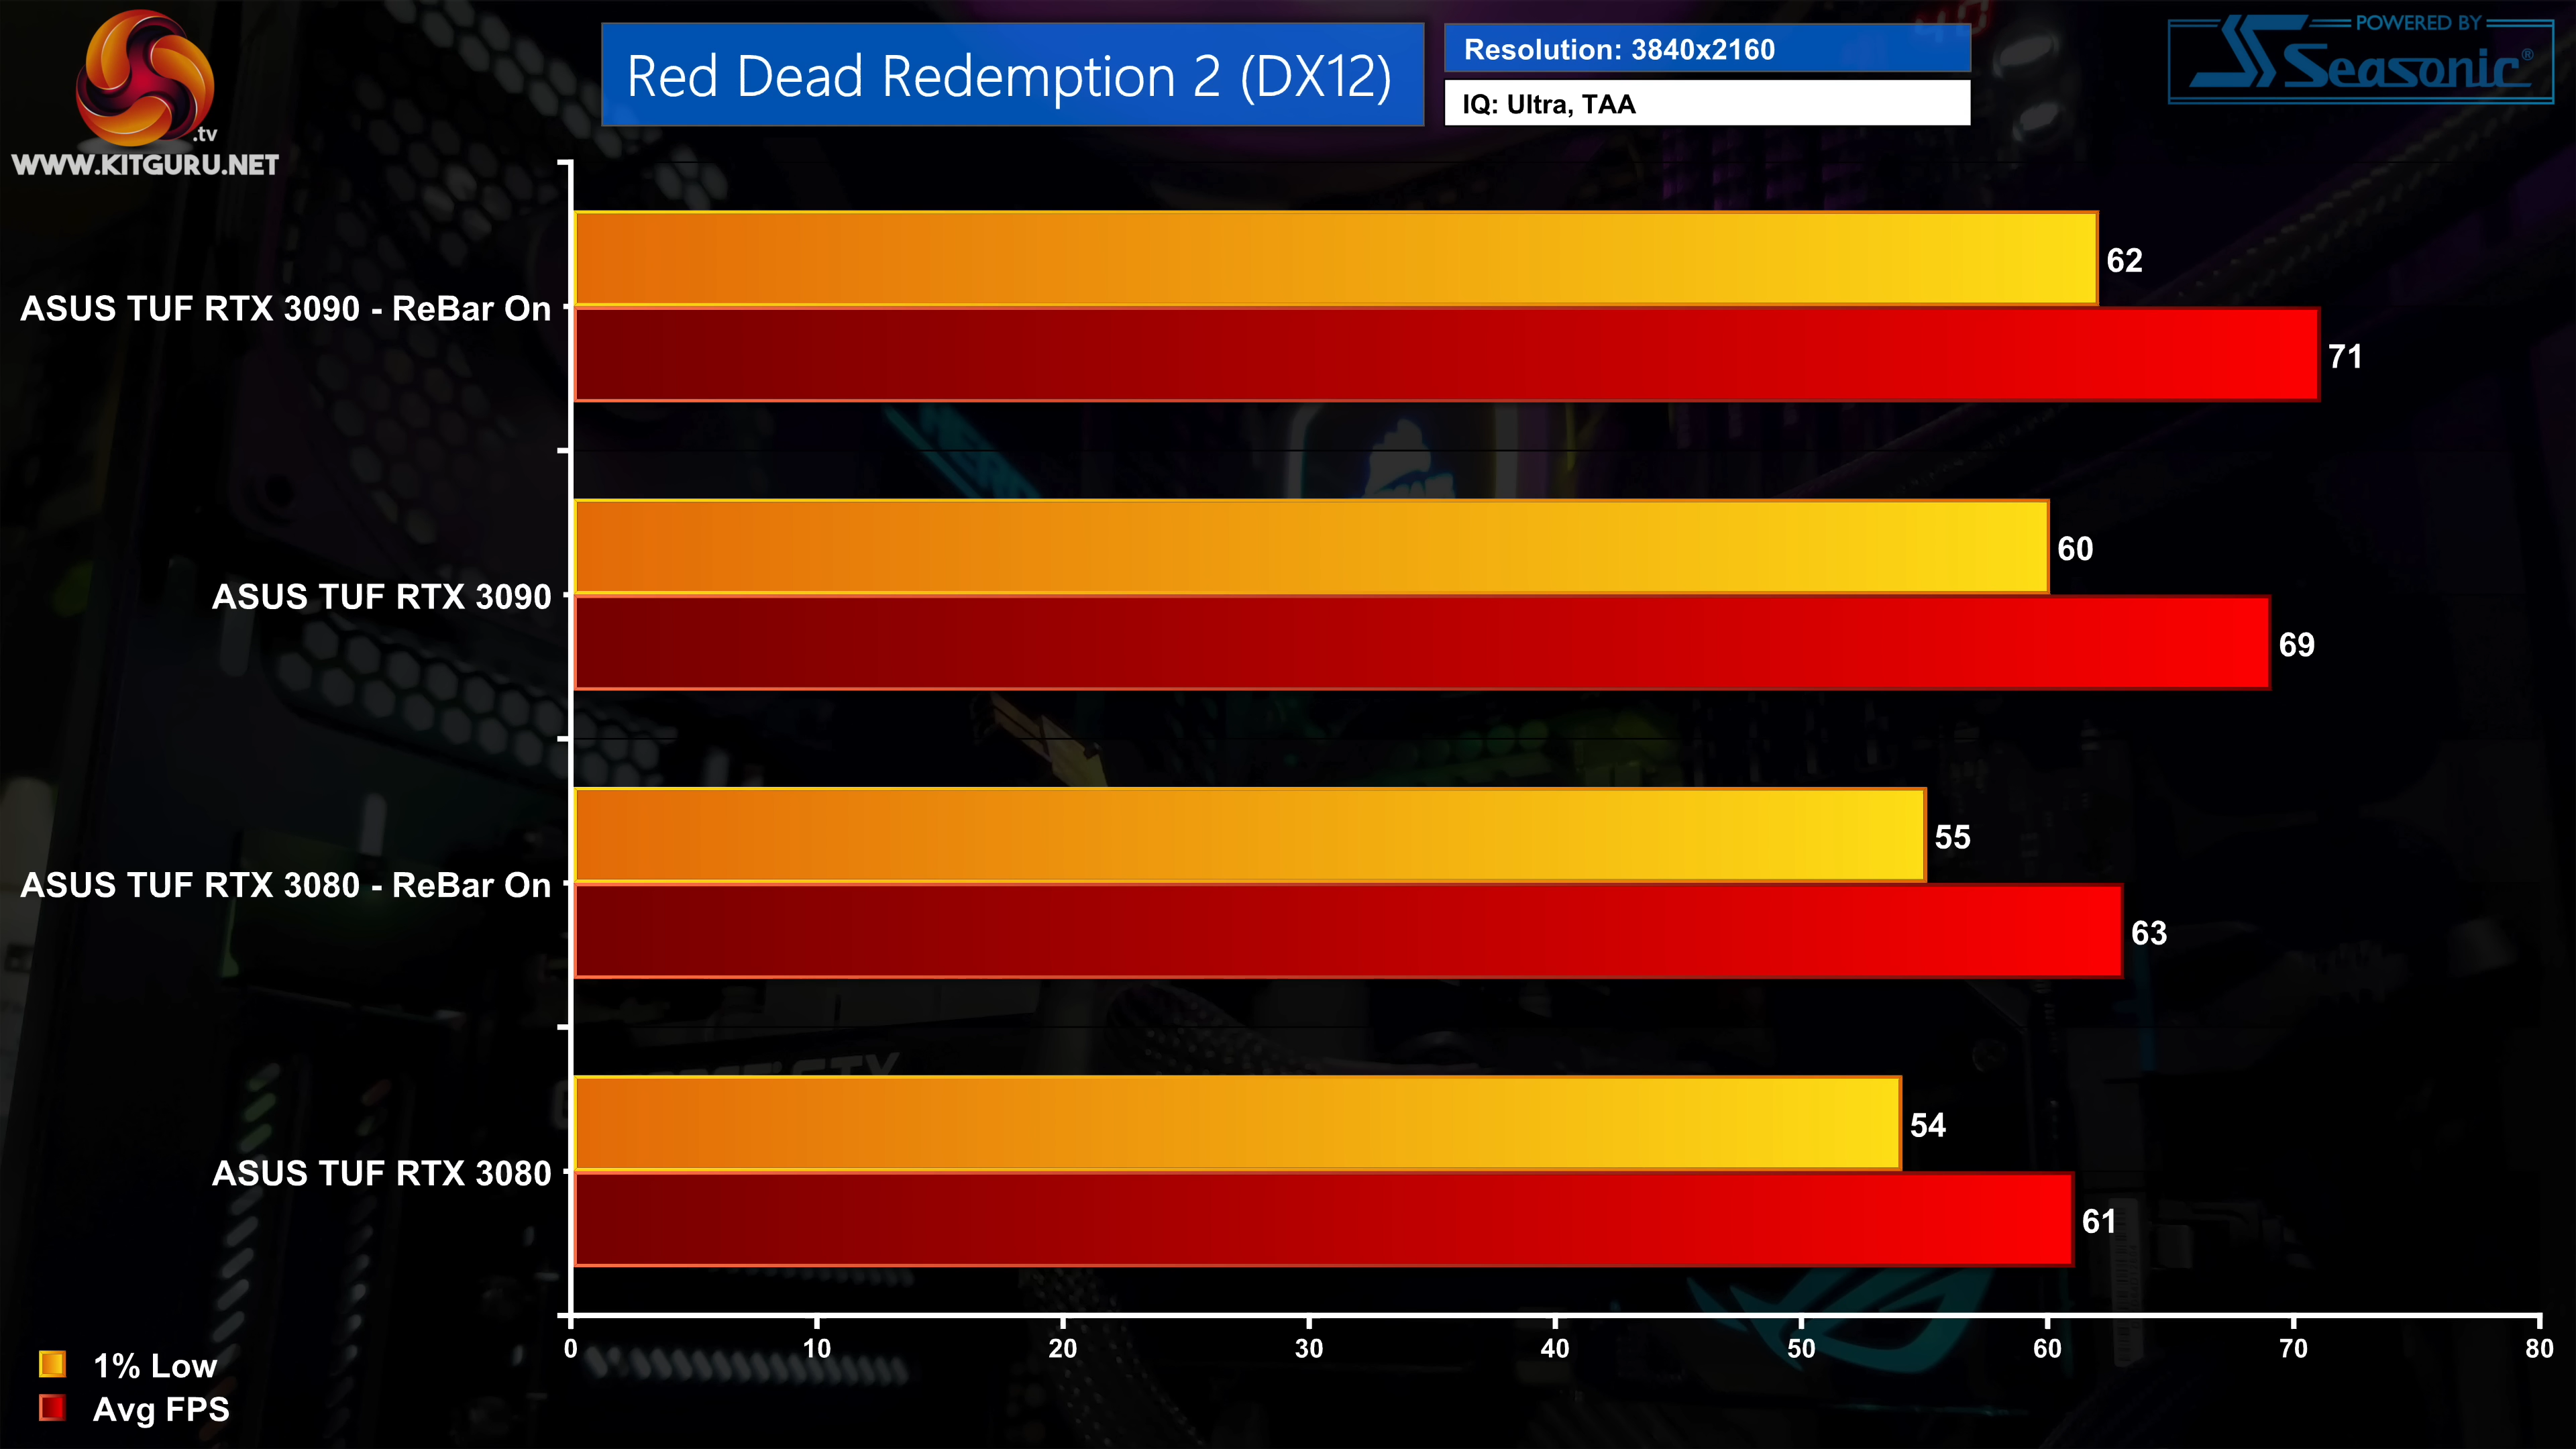 .tv
WWW.KITGURU.NET
Red Dead Redemption 2 (DX12)
Resolution: 3840x2160
IQ: Ultra, TAA
POWERED BY
Seasonic®
ASUS TUF RTX 3090 - ReBar On
62
71
ASUS TUF RTX 3090
60
69
ASUS TUF RTX 3080 - ReBar On
55
63
ASUS TUF RTX 3080
54
61
0 10 20 30 40 50 60 70 80
1% Low
Avg FPS